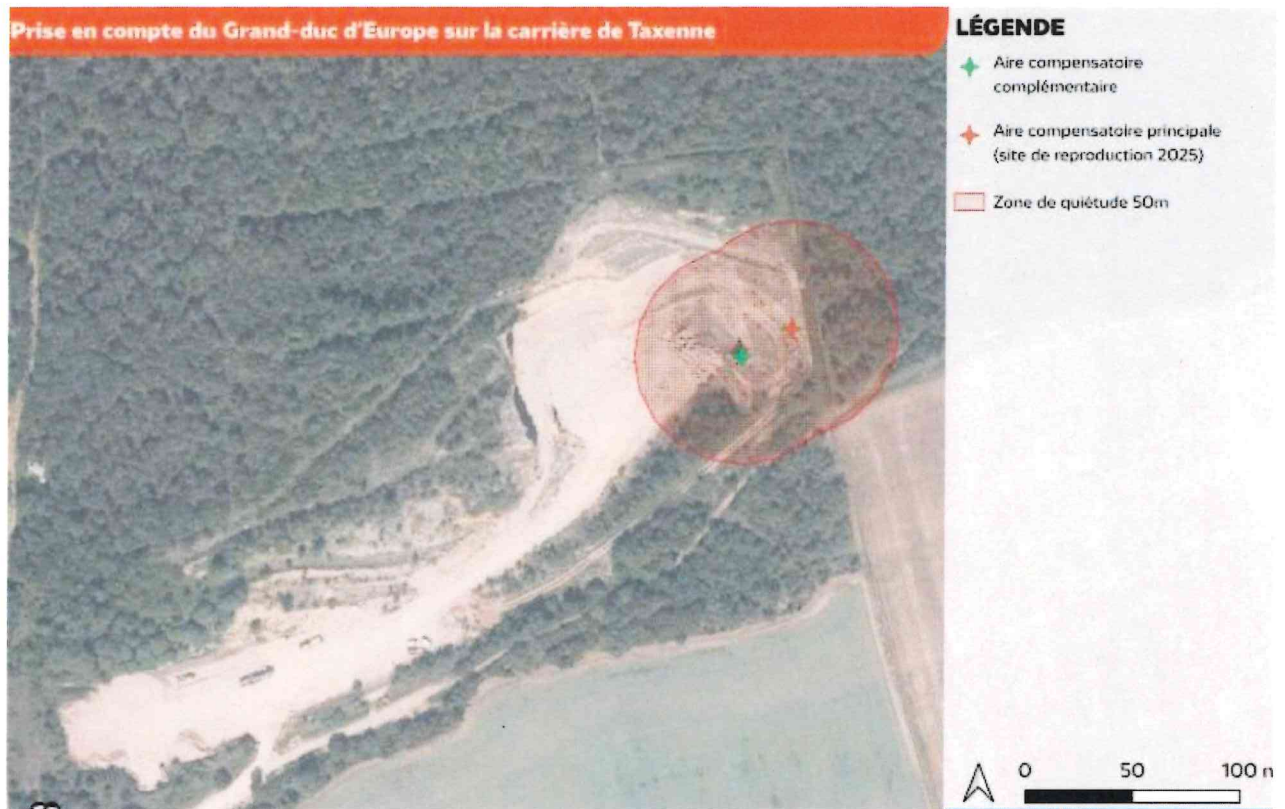 Prise en compte du Grand-duc d'Europe sur la carrière de Taxenne
LÉGENDE
Aire compensatoire
complémentaire
Aire compensatoire principale
(site de reproduction 2025)
Zone de quiétude 50m
0 50 100 n